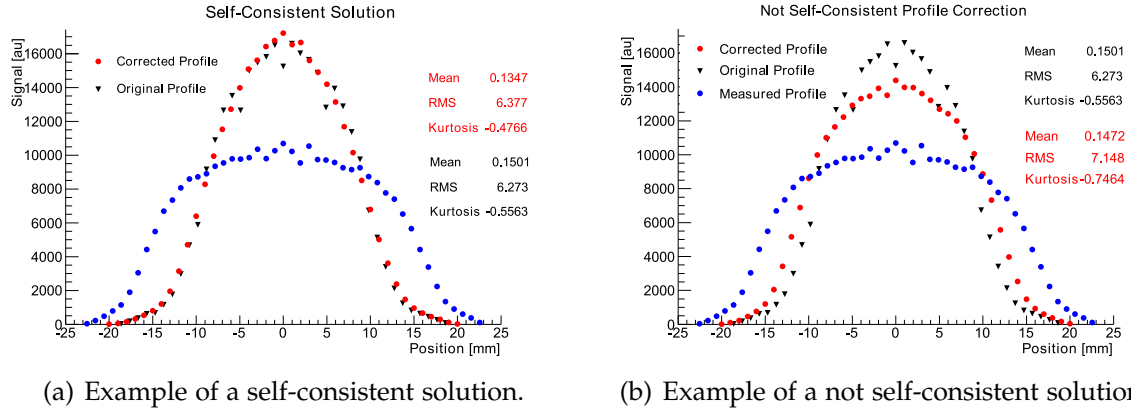 Self-Consistent Solution
Signal [au]
16000
14000
12000
10000
8000
6000
4000
2000
0
Corrected Profile
Original Profile
Mean 0.1347
RMS 6.377
Kurtosis -0.4766
Mean 0.1501
RMS 6.273
Kurtosis -0.5563
-25 -20 -15 -10 -5 0 5 10 15 20 25
Position [mm]
(a) Example of a self-consistent solution.
Not Self-Consistent Profile Correction
Signal [au]
16000
14000
12000
10000
8000
6000
4000
2000
0
Corrected Profile
Original Profile
Measured Profile
Mean 0.1501
RMS 6.273
Kurtosis -0.5563
Mean 0.1472
RMS 7.148
Kurtosis -0.7464
-25 -20 -15 -10 -5 0 5 10 15 20 25
Position [mm]
(b) Example of a not self-consistent solution